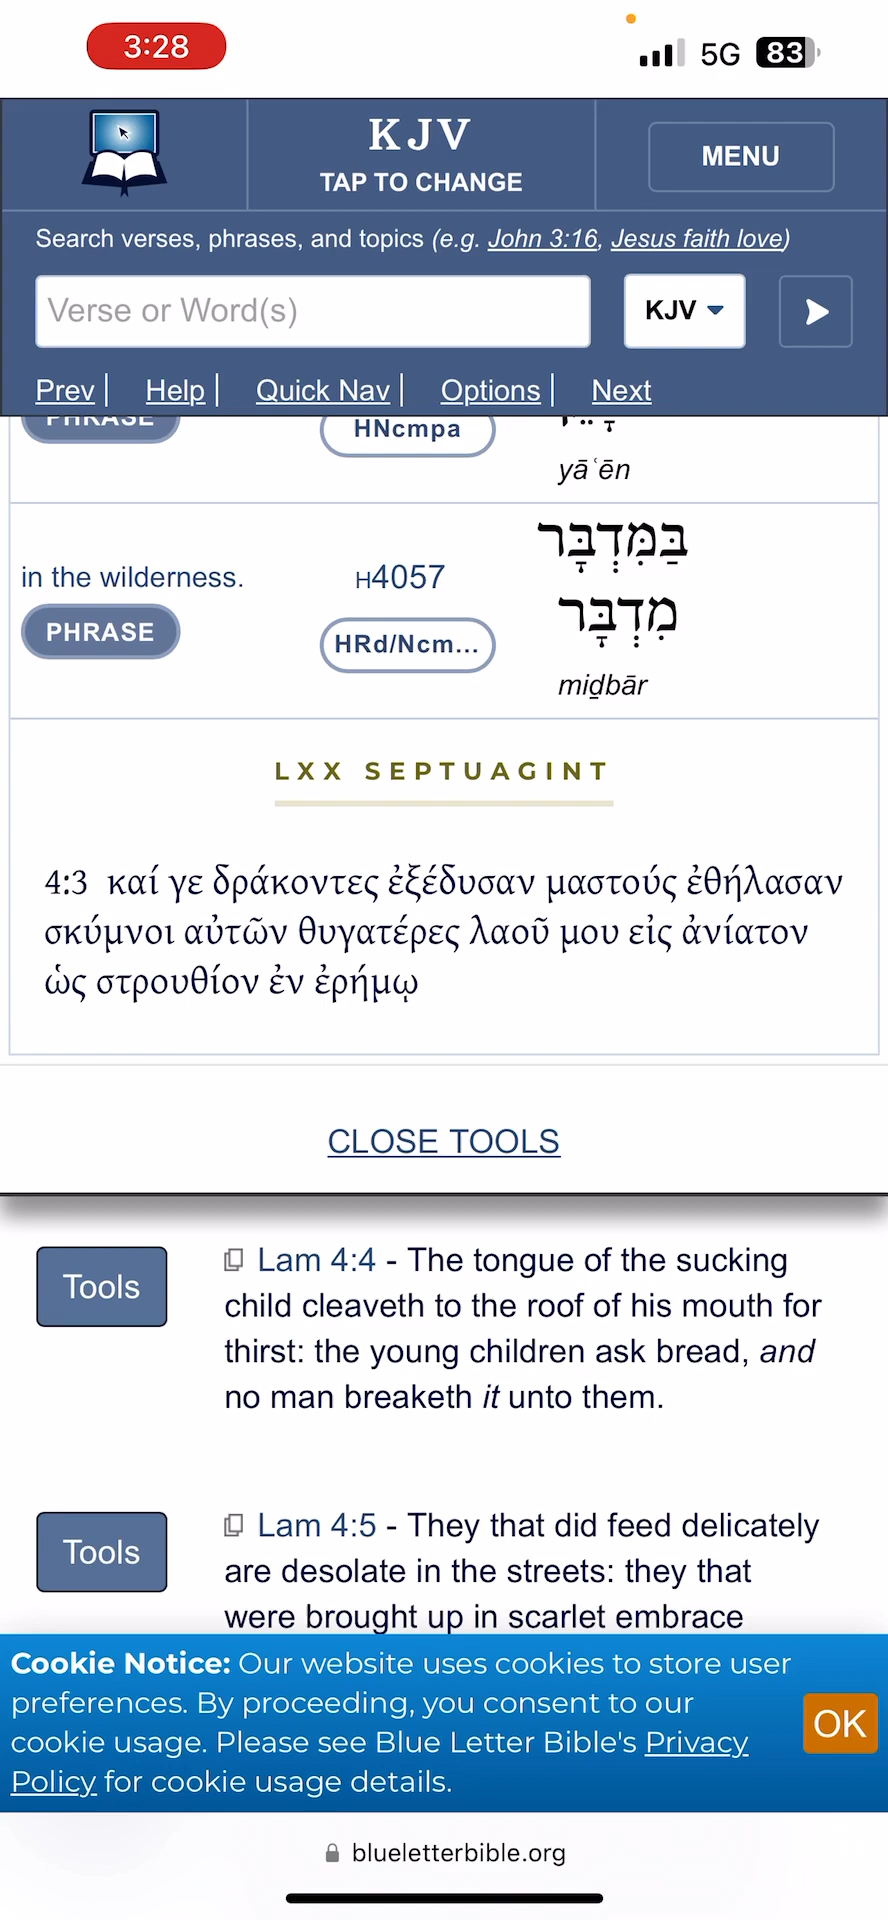 3:28
5G 83
KJV
TAP TO CHANGE
MENU
Search verses, phrases, and topics (e.g. John 3:16, Jesus faith love)
Verse or Word(s)
KJV
Prev | Help | Quick Nav | Options | Next
PHRASE
HNcmpa
yāʿēn
בַּמִּדְבָּֽר
in the wilderness.
H4057
מִדְבָּר
PHRASE
HRd/Ncm...
miḏbār
LXX SEPTUAGINT
4:3 καί γε δράκοντες ἐξέδυσαν μαστούς ἐθήλασαν
σκύμνοι αὐτῶν θυγατέρες λαοῦ μου εἰς ἀνίατον
ὡς στρουθίον ἐν ἐρήμῳ
CLOSE TOOLS
Tools
Lam 4:4 - The tongue of the sucking
child cleaveth to the roof of his mouth for
thirst: the young children ask bread, and
no man breaketh it unto them.
Tools
Lam 4:5 - They that did feed delicately
are desolate in the streets: they that
were brought up in scarlet embrace
Cookie Notice: Our website uses cookies to store user
preferences. By proceeding, you consent to our
cookie usage. Please see Blue Letter Bible's Privacy
Policy for cookie usage details.
OK
blueletterbible.org